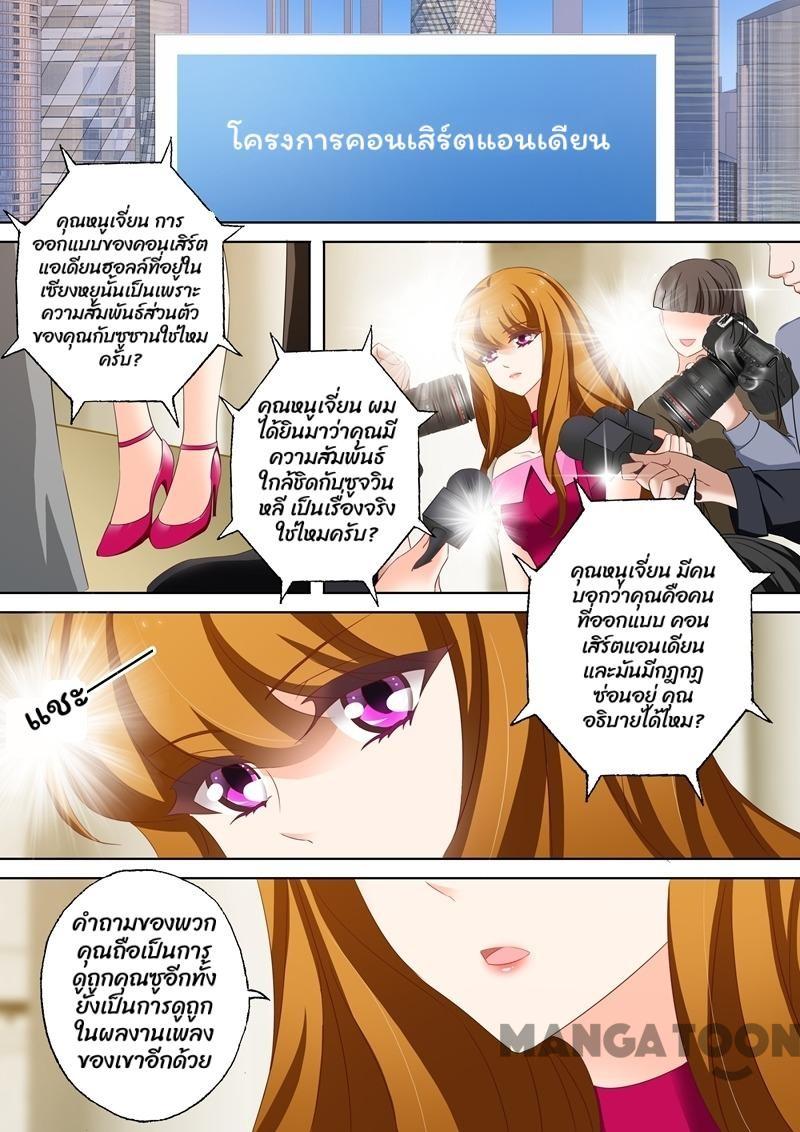 โครงการคอนเสิร์ตแอนเดียน
คุณหนูเจี่ยน การ
ออกแบบของคอนเสิร์ต
แอเดียนฮอลล์ที่อยู่ใน
เซียงหยูนั้นเป็นเพราะ
ความสัมพันธ์ส่วนตัว
ของคุณกับซูซานใช่ไหม
ครับ?
คุณหนูเจี่ยน ผม
ได้ยินมาว่าคุณมี
ความสัมพันธ์
ใกล้ชิดกับซูจวิน
หลี เป็นเรื่องจริง
ใช่ไหมครับ?
คุณหนูเจี่ยน มีคน
บอกว่าคุณคือคน
ที่ออกแบบ คอน
เสิร์ตแอนเดียน
และมันมีกฎกฎ
ซ่อนอยู่ คุณ
อธิบายได้ไหม?
แชะ
คำถามของพวก
คุณถือเป็นการ
ดูถูกคุณซูอีกทั้ง
ยังเป็นการดูถูก
ในผลงานเพลง
ของเขาอีกด้วย
MANGATOON